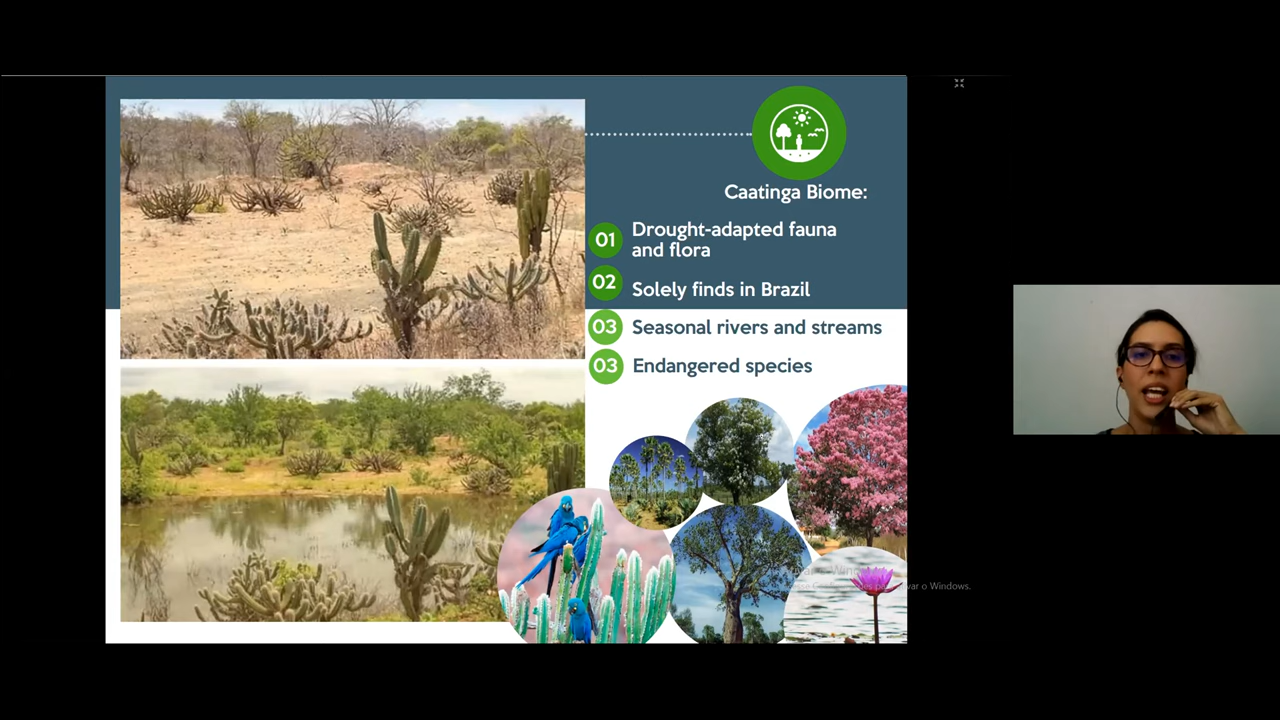 Caatinga Biome:
01
Drought-adapted fauna
and flora
02
Solely finds in Brazil
03
Seasonal rivers and streams
03
Endangered species
var o Windows.